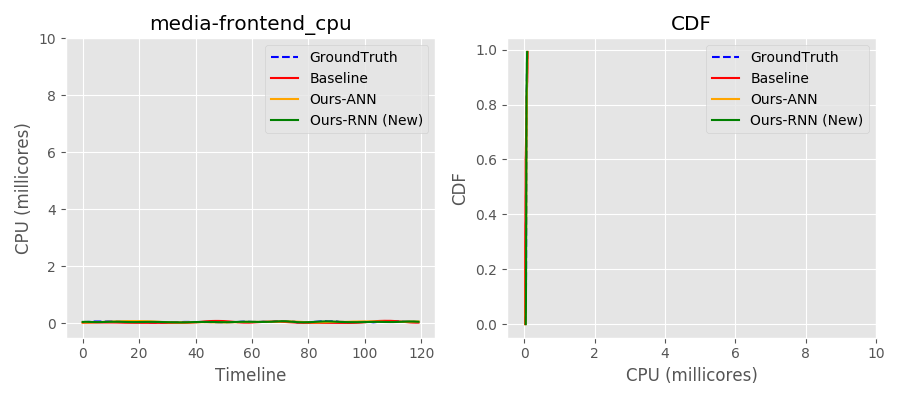 media-frontend_cpu
CPU (millicores)
10
8
6
4
2
0
0 20 40 60 80 100 120
Timeline
GroundTruth
Baseline
Ours-ANN
Ours-RNN (New)
CDF
CDF
1.0
0.8
0.6
0.4
0.2
0.0
0 2 4 6 8 10
CPU (millicores)
GroundTruth
Baseline
Ours-ANN
Ours-RNN (New)